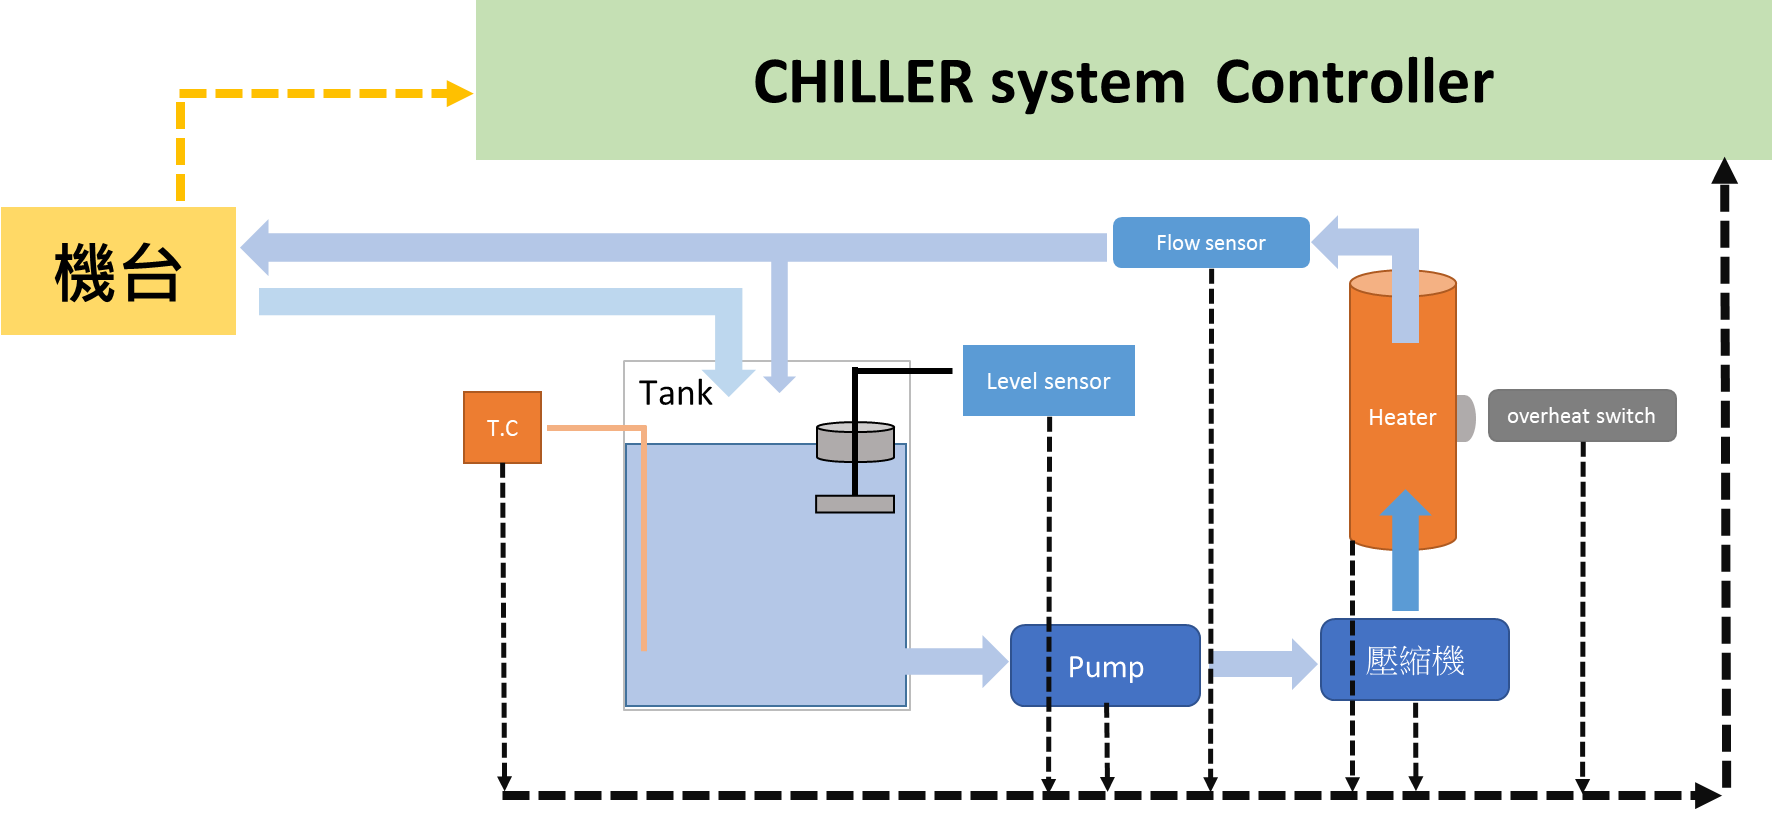 CHILLER system  Controller
機台
Flow sensor
Tank
Level sensor
T.C
Heater
overheat switch
Pump
壓縮機